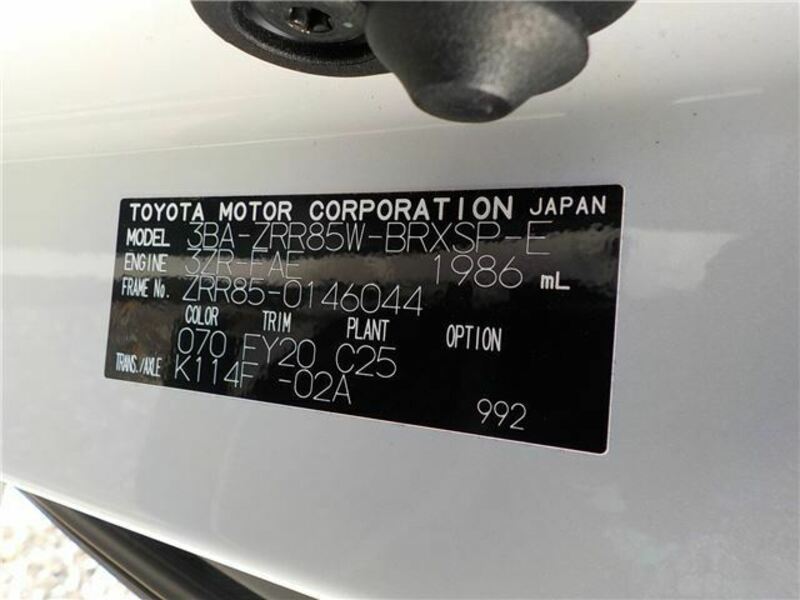 TOYOTA MOTOR CORPORATION JAPAN
MODEL 3BA-ZRR85W-BRXSP-E
ENGINE 3ZR-FAE 1986 mL
FRAME No. ZRR85-0146044
COLOR TRIM PLANT OPTION
070 FY20 C25
TRANS./AXLE K114F -02A
992